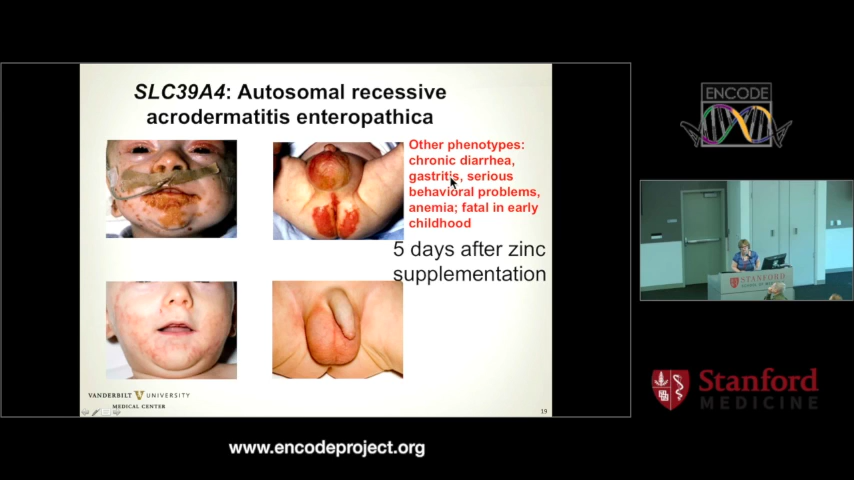 SLC39A4: Autosomal recessive
acrodermatitis enteropathica
Other phenotypes:
chronic diarrhea,
gastritis, serious
behavioral problems,
anemia; fatal in early
childhood
5 days after zinc
supplementation
VANDERBILT V UNIVERSITY
MEDICAL CENTER
19
ENCODE
STANFORD
Stanford
MEDICINE
www.encodeproject.org